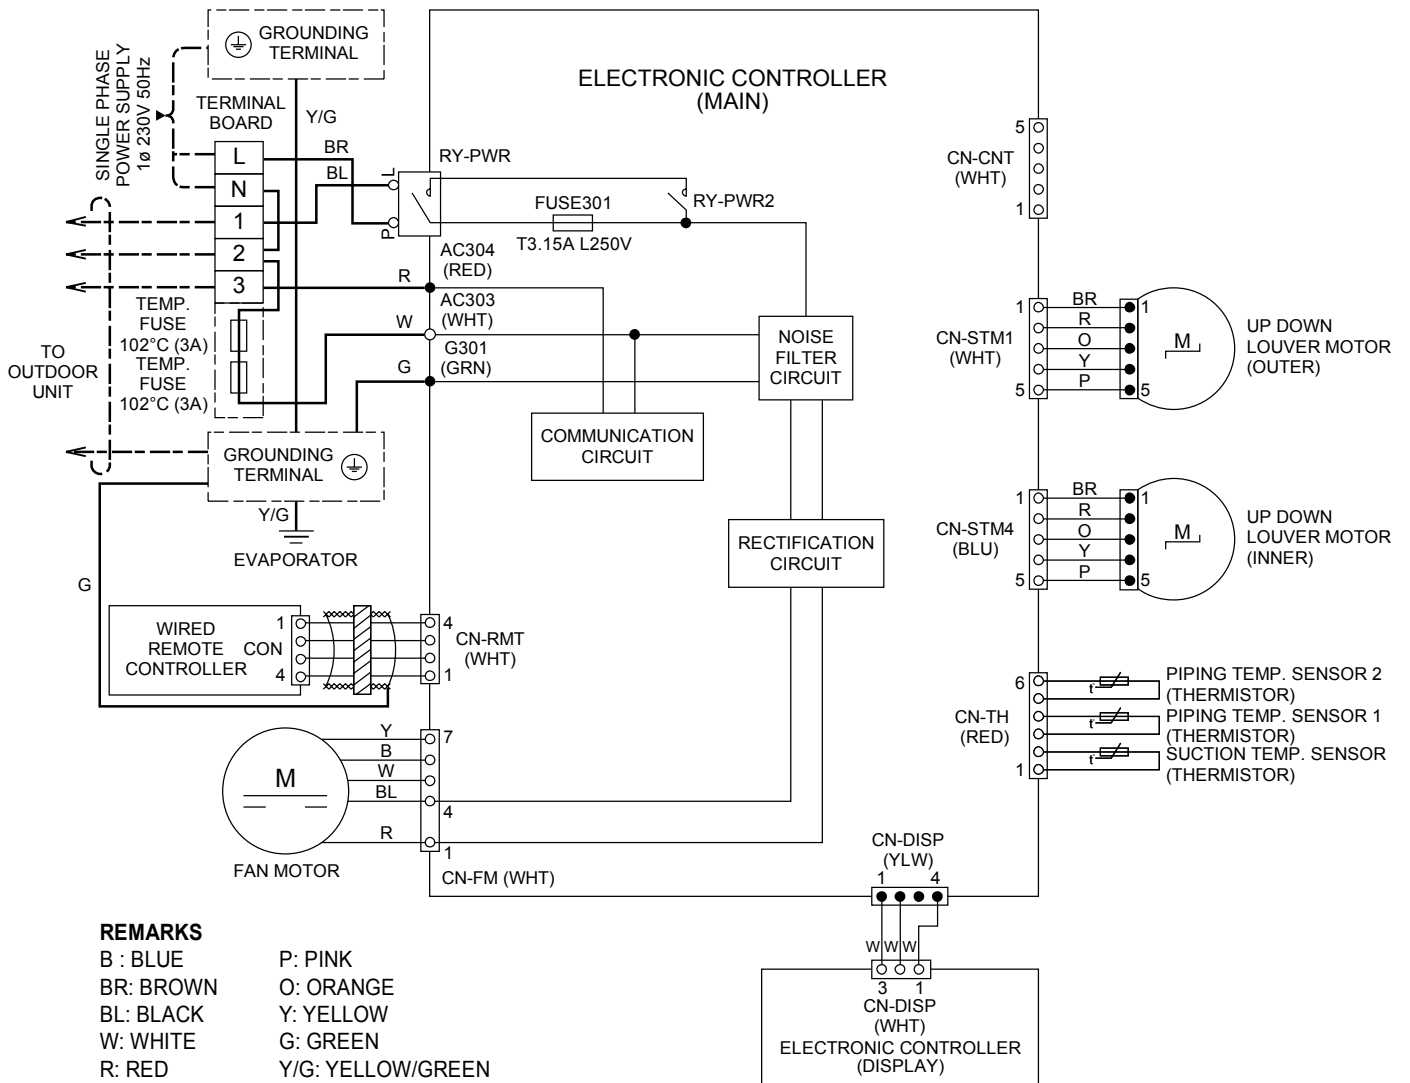 GROUNDING
TERMINAL
SINGLE PHASE
POWER SUPPLY
1ø 230V 50Hz
TERMINAL
BOARD
Y/G
L
N
1
2
3
BR
BL
L
P
RY-PWR
ELECTRONIC CONTROLLER
(MAIN)
FUSE301
T3.15A L250V
RY-PWR2
AC304
(RED)
R
AC303
(WHT)
W
G301
(GRN)
G
TEMP.
FUSE
102°C (3A)
TEMP.
FUSE
102°C (3A)
TO
OUTDOOR
UNIT
NOISE
FILTER
CIRCUIT
COMMUNICATION
CIRCUIT
RECTIFICATION
CIRCUIT
GROUNDING
TERMINAL
Y/G
EVAPORATOR
G
WIRED
REMOTE
CONTROLLER
CON
1
4
4
1
CN-RMT
(WHT)
M
FAN MOTOR
Y
B
W
BL
R
7
4
1
CN-FM (WHT)
5
CN-CNT
(WHT)
1
1
CN-STM1
(WHT)
5
BR
R
O
Y
P
1
5
M
UP DOWN
LOUVER MOTOR
(OUTER)
1
CN-STM4
(BLU)
5
BR
R
O
Y
P
1
5
M
UP DOWN
LOUVER MOTOR
(INNER)
6
CN-TH
(RED)
1
t
PIPING TEMP. SENSOR 2
(THERMISTOR)
t
PIPING TEMP. SENSOR 1
(THERMISTOR)
t
SUCTION TEMP. SENSOR
(THERMISTOR)
CN-DISP
(YLW)
1 4
W W W
3 1
CN-DISP
(WHT)
ELECTRONIC CONTROLLER
(DISPLAY)
REMARKS
B : BLUE
BR: BROWN
BL: BLACK
W: WHITE
R: RED
P: PINK
O: ORANGE
Y: YELLOW
G: GREEN
Y/G: YELLOW/GREEN